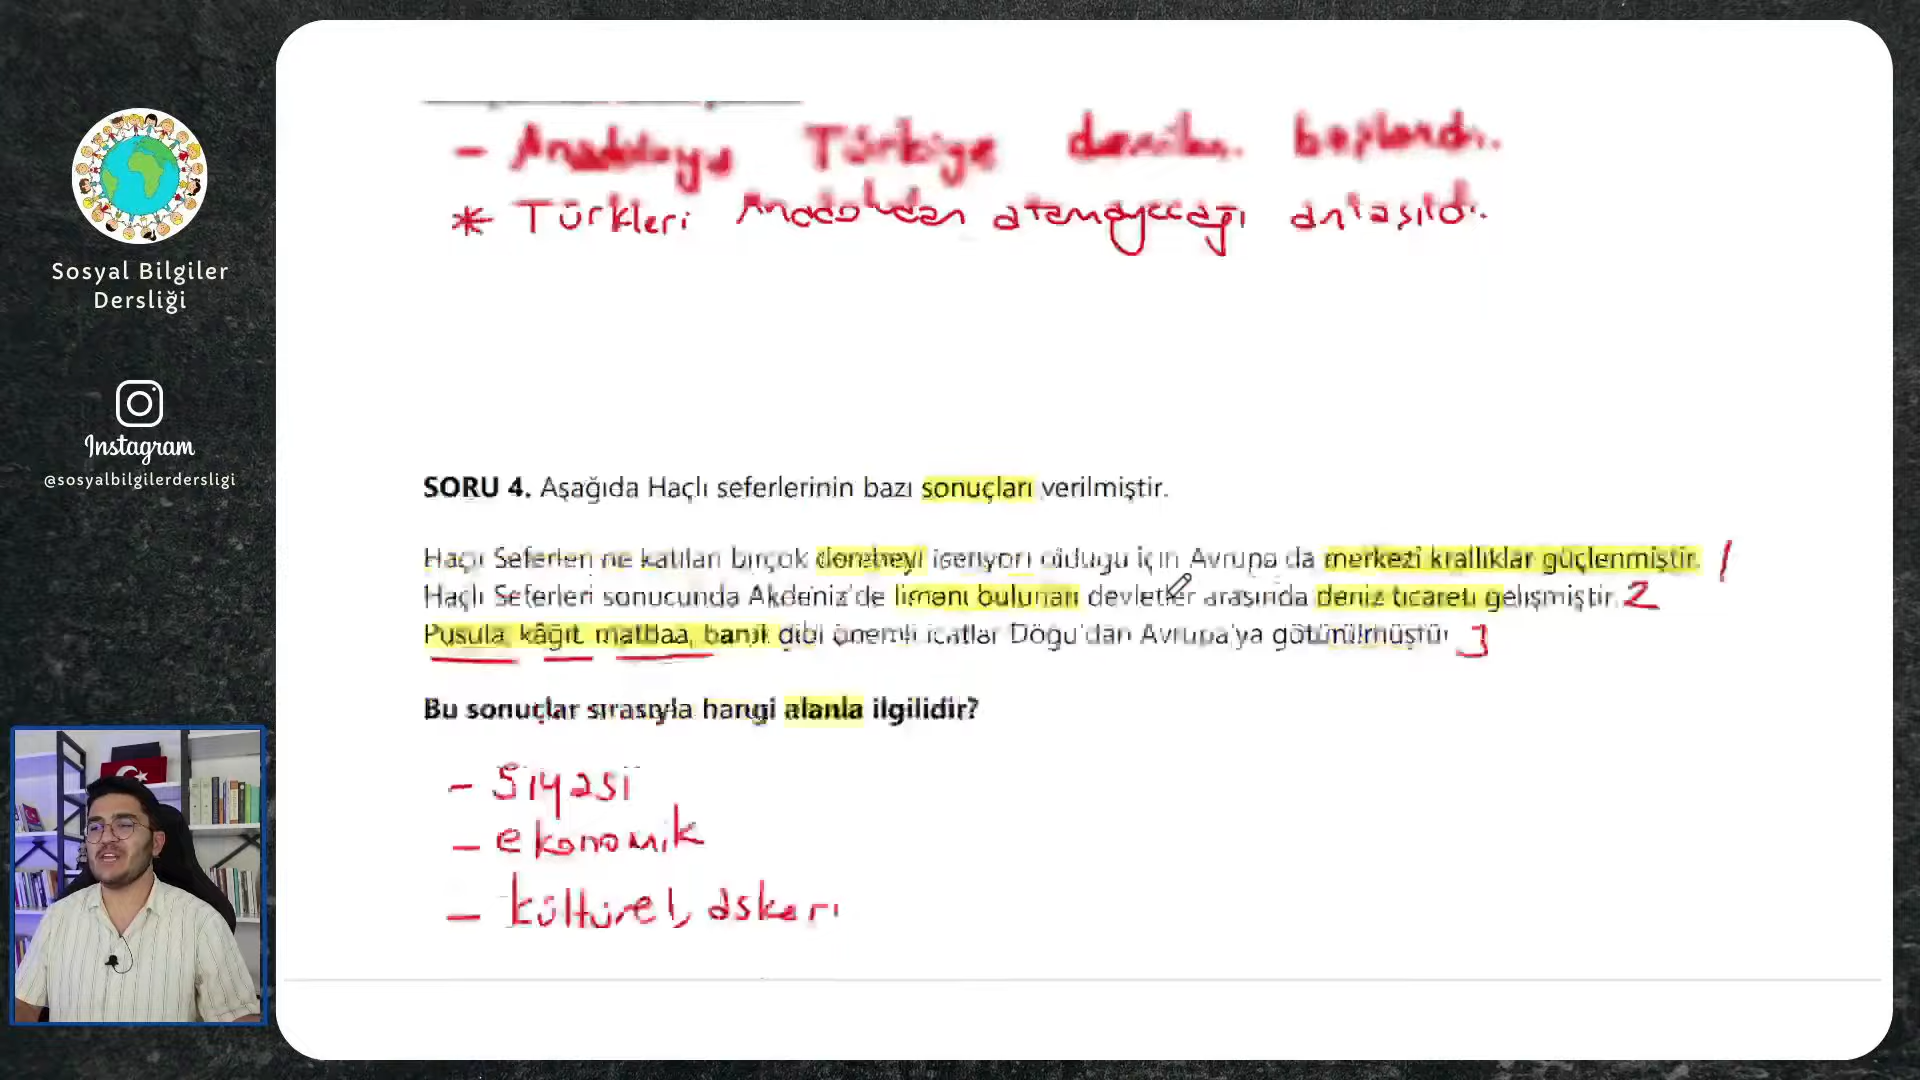 - Anadoluya Türkiye denilen başlandı.
* Türkleri Anadoludan atamayacağı anlaşıldı.
Sosyal Bilgiler
Dersliği
Instagram
@sosyalbilgilerdersligi
SORU 4. Aşağıda Haçlı seferlerinin bazı sonuçları verilmiştir.
Haçlı Seferleri'ne katılan birçok derebeyi olduğu için Avrupa'da merkezi krallıklar güçlenmiştir. 1
Haçlı Seferleri sonucunda Akdeniz'de limanı bulunan devletler arasında deniz ticareti gelişmiştir. 2
Pusula, kâğıt, matbaa, barut gibi önemli icatlar Doğu'dan Avrupa'ya götürülmüştür 3
Bu sonuçlar sırasıyla hangi alanla ilgilidir?
- Siyasi
- ekonomik
- kültürel, askeri